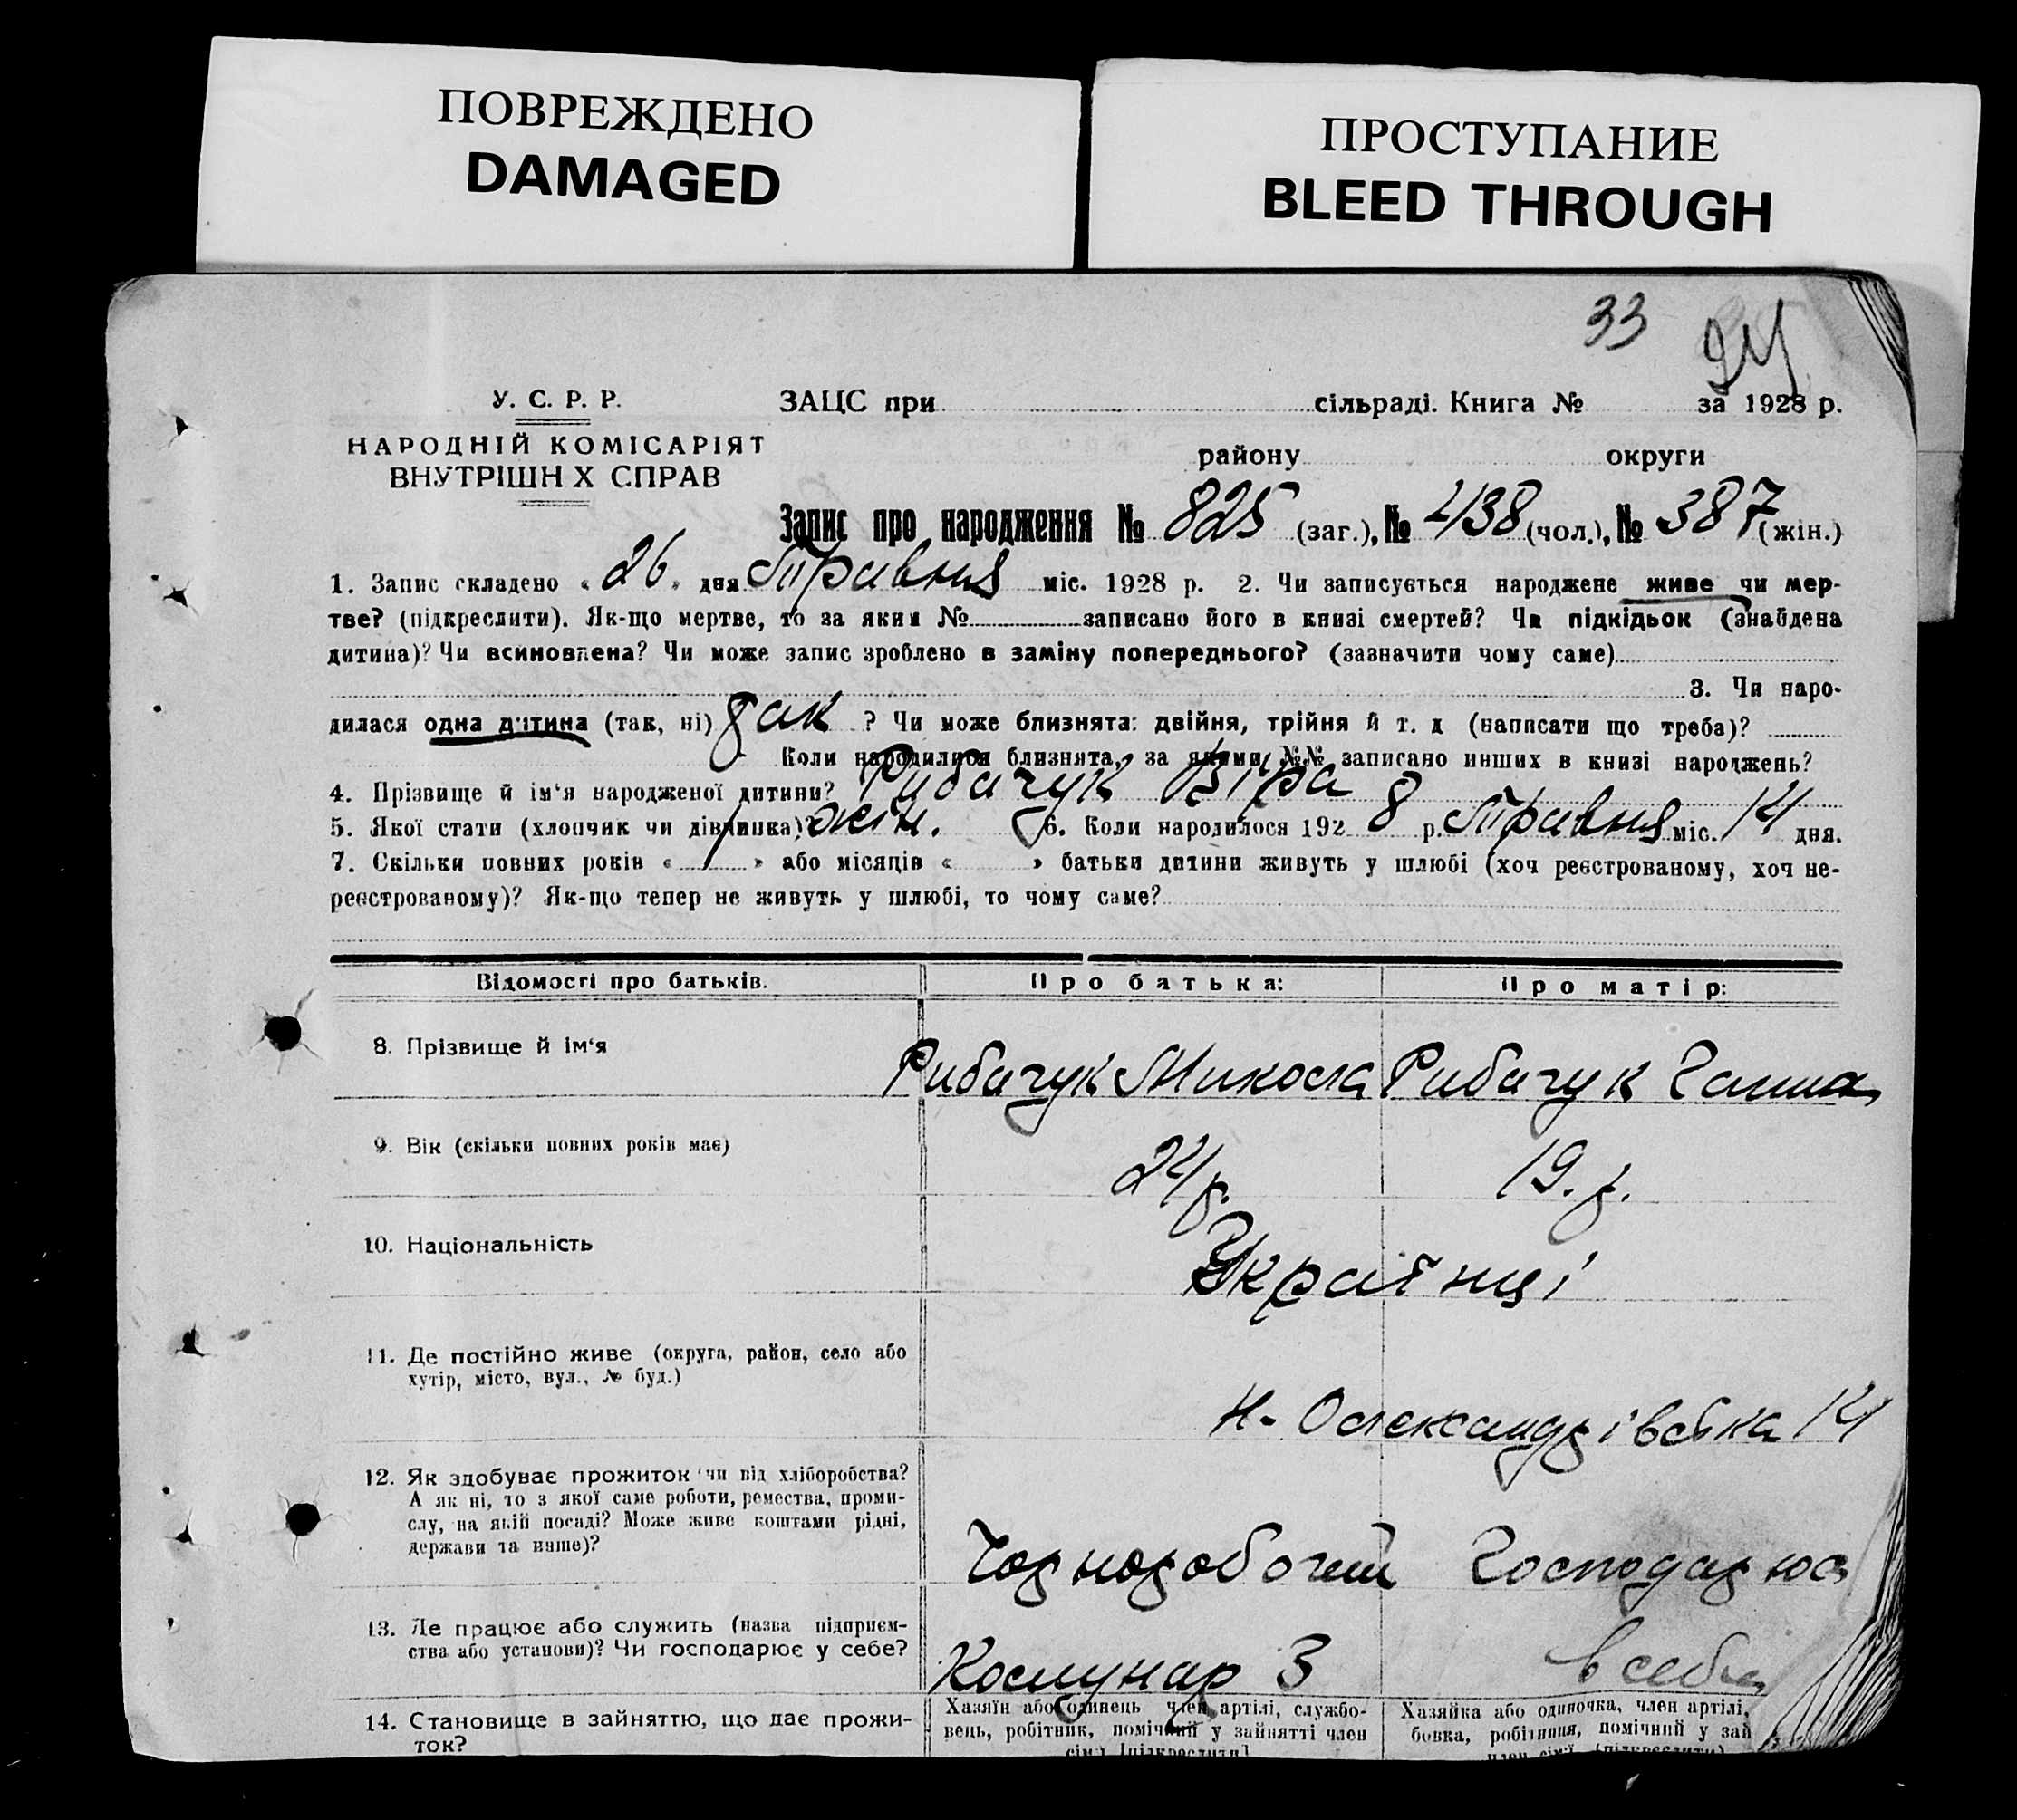 ПОВРЕЖДЕНО
DAMAGED
ПРОСТУПАНИЕ
BLEED THROUGH
33
У. С. Р. Р.
НАРОДНІЙ КОМІСАРІЯТ
ВНУТРІШН Х СПРАВ
ЗАЦС при сільраді. Книга № за 1928 р.
району округи
Запис про народження № 825 (заг.), № 438 (чол.), № 387 (жін.)
1. Запис складено « 26 » дня Травня міс. 1928 р. 2. Чи записується народжене живе чи мер-
тве? (підкреслити). Як-що мертве, то за яким № записано його в книзі смертей? Чи підкідьок (знайдена
дитина)? Чи всиновлена? Чи може запис зроблено в заміну попереднього? (зазначити чому саме)
3. Чи наро-
дилася одна дитина (так, ні) так ? Чи може близнята: двійня, трійня й т. д (написати що треба)?
Коли народилися близнята, за якими №№ записано инших в книзі народжень?
4. Прізвище й ім‘я народженої дитини? Рибачук Віра
5. Якої стати (хлопчик чи дівчинка)? жін. 6. Коли народилося 192 8 р. Травня міс. 14 дня.
7. Скільки повних років « » або місяців « » батьки дитини живуть у шлюбі (хоч реєстрованому, хоч не-
реєстрованому)? Як-що тепер не живуть у шлюбі, то чому саме?
Відомості про батьків. Про батька: Про матір:
8. Прізвище й ім‘я Рибачук Микола Рибачук Ганна
9. Вік (скільки повних років має) 24 р. 19. р.
10. Національність Українці
11. Де постійно живе (округа, район, село або
хутір, місто, вул., № буд.)
Н- Олександрівська 14
12. Як здобуває прожиток чи від хліборобства?
А як ні, то з якої саме роботи, ремества, проми-
слу, на якій посаді? Може живе коштами рідні,
держави та инше)?
Чорноробочий Господарює
13. Де працює або служить (назва підприєм-
ства або установи)? Чи господарює у себе?
Комунар 3 в себе
14. Становище в зайняттю, що дає прожи-
ток?
Хазяїн або одинець член артілі, службо-
вець, робітник, помічний у зайнятті член
сім'ї [підкреслити]
Хазяйка або одиночка, член артілі,
бовка, робітниця, помічний у зай
член сім'ї (підкреслити)